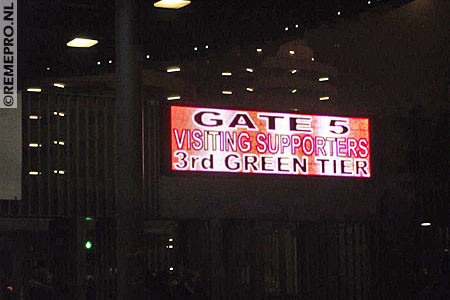 GATE 5
VISITING SUPPORTERS
3rd GREEN TIER
© REMEPRO.NL